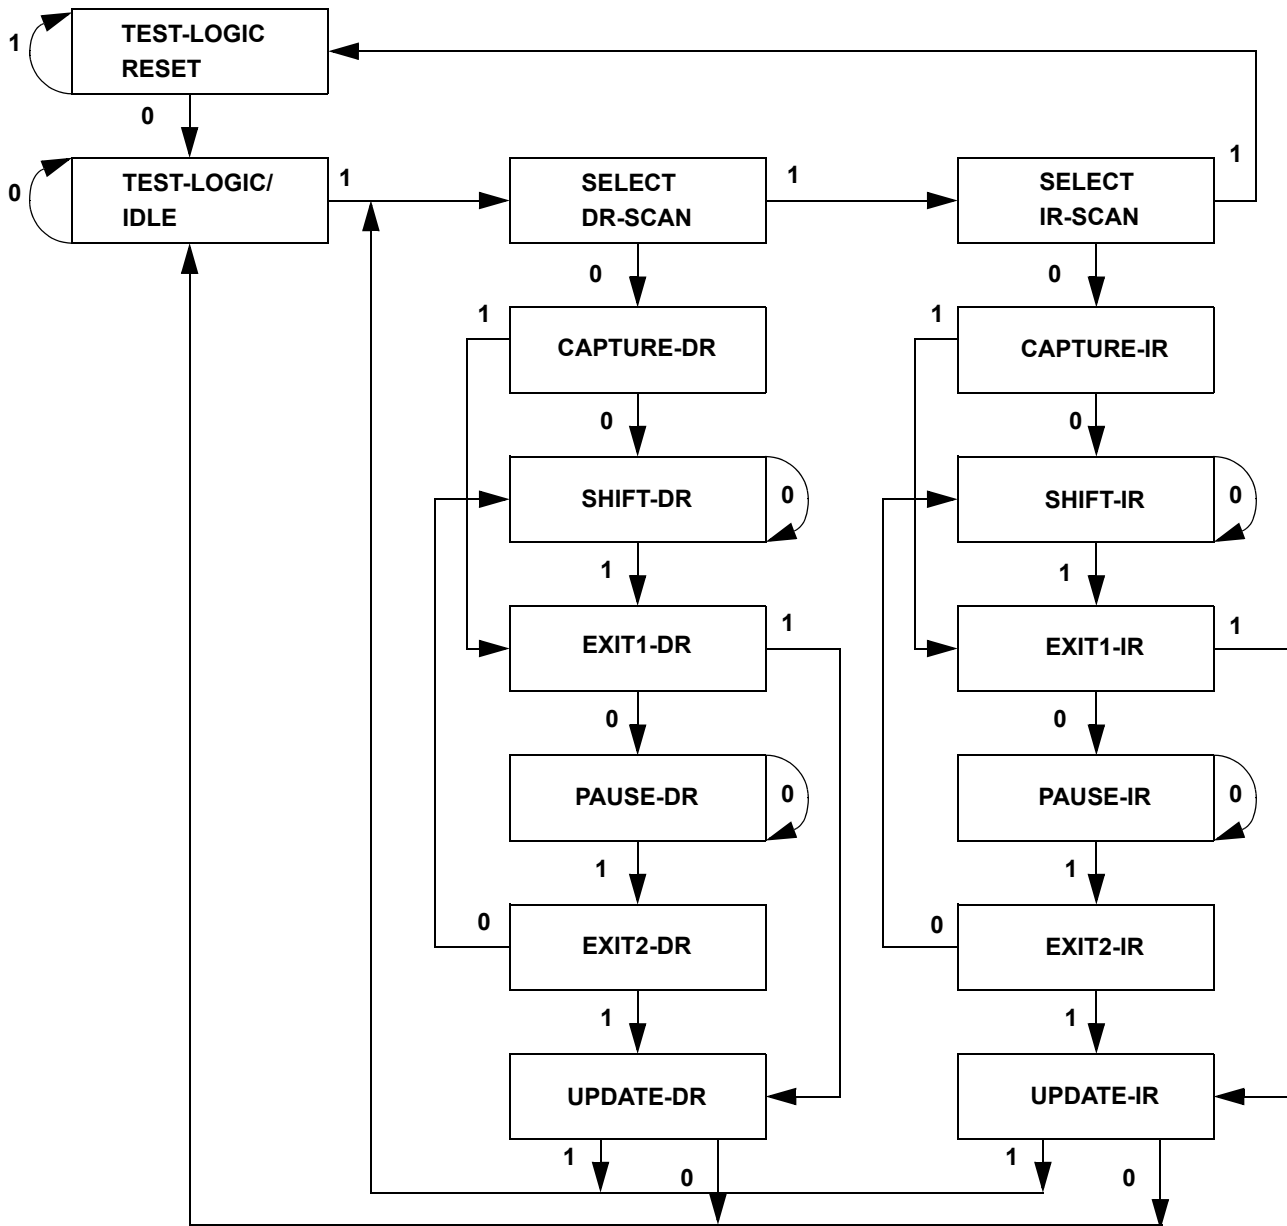 1
TEST-LOGIC
RESET
0
0
TEST-LOGIC/
IDLE
1
SELECT
DR-SCAN
1
SELECT
IR-SCAN
1
0
0
1
CAPTURE-DR
1
CAPTURE-IR
0
0
SHIFT-DR
0
SHIFT-IR
0
1
1
EXIT1-DR
1
EXIT1-IR
1
0
0
PAUSE-DR
0
PAUSE-IR
0
1
1
0
EXIT2-DR
0
EXIT2-IR
1
1
UPDATE-DR
UPDATE-IR
1
0
1
0